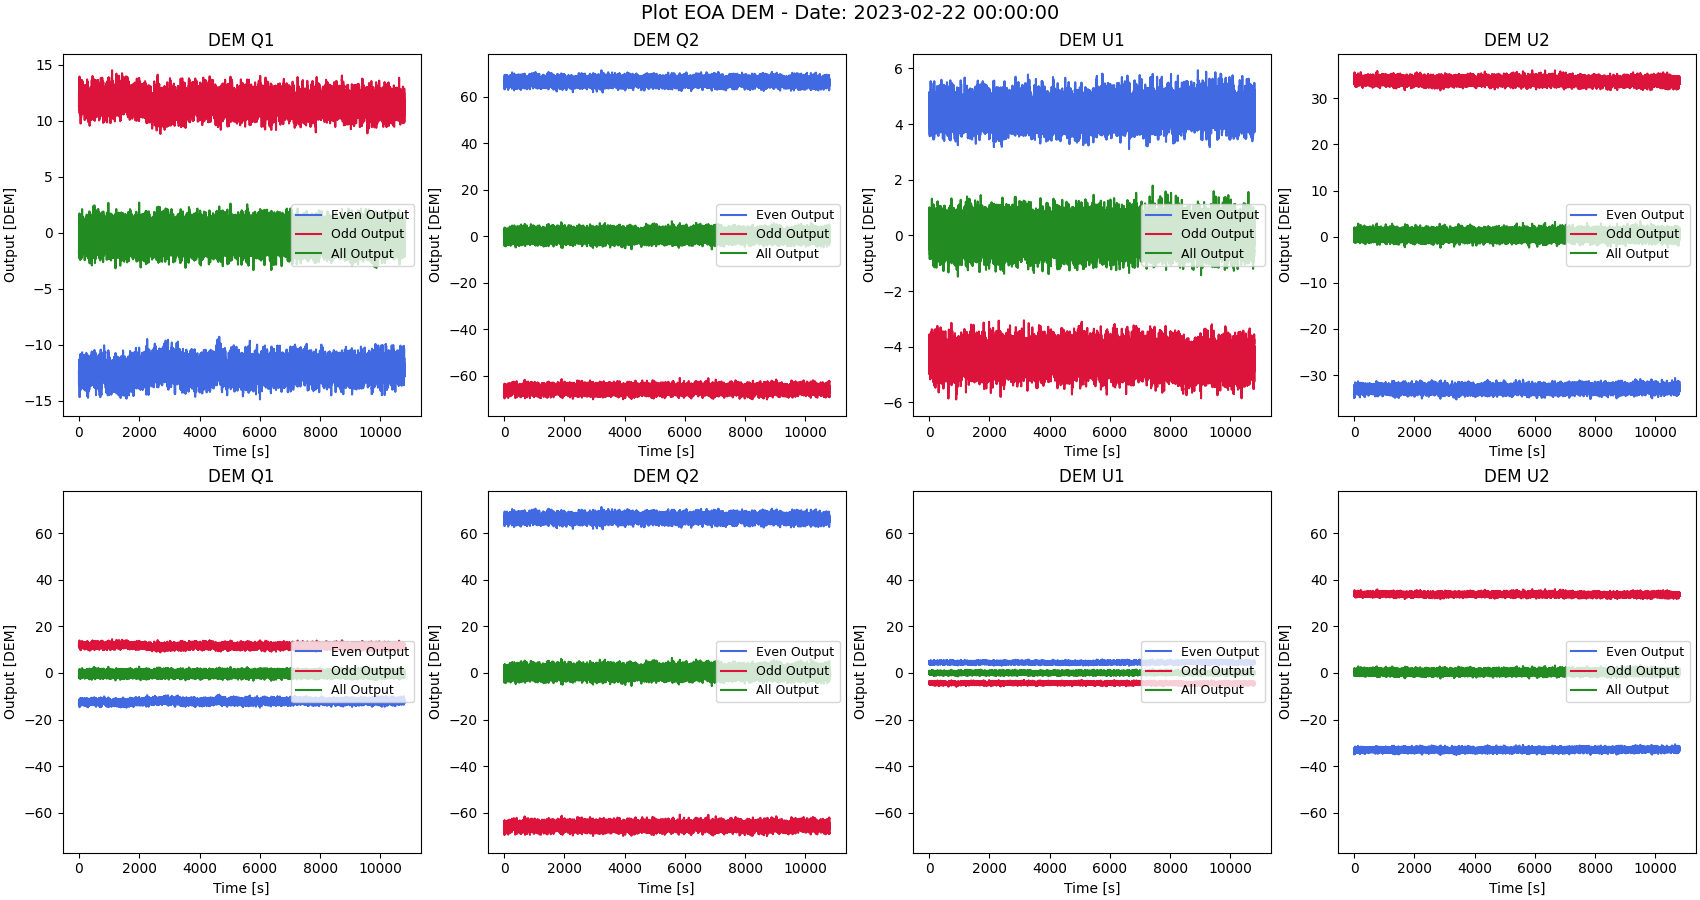 Plot EOA DEM - Date: 2023-02-22 00:00:00
DEM Q1
DEM Q2
DEM U1
DEM U2
Output [DEM]
15
10
5
0
−5
−10
−15
Even Output
Odd Output
All Output
0 2000 4000 6000 8000 10000
Time [s]
Output [DEM]
60
40
20
0
−20
−40
−60
Even Output
Odd Output
All Output
0 2000 4000 6000 8000 10000
Time [s]
Output [DEM]
6
4
2
0
−2
−4
−6
Even Output
Odd Output
All Output
0 2000 4000 6000 8000 10000
Time [s]
Output [DEM]
30
20
10
0
−10
−20
−30
Even Output
Odd Output
All Output
0 2000 4000 6000 8000 10000
Time [s]
DEM Q1
DEM Q2
DEM U1
DEM U2
Output [DEM]
60
40
20
0
−20
−40
−60
Even Output
Odd Output
All Output
0 2000 4000 6000 8000 10000
Time [s]
Output [DEM]
60
40
20
0
−20
−40
−60
Even Output
Odd Output
All Output
0 2000 4000 6000 8000 10000
Time [s]
Output [DEM]
60
40
20
0
−20
−40
−60
Even Output
Odd Output
All Output
0 2000 4000 6000 8000 10000
Time [s]
Output [DEM]
60
40
20
0
−20
−40
−60
Even Output
Odd Output
All Output
0 2000 4000 6000 8000 10000
Time [s]